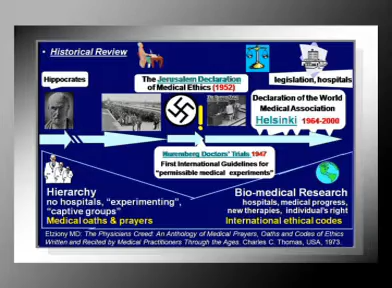 • Historical Review
Hippocrates
The Jerusalem Declaration
of Medical Ethics (1952)
legislation, hospitals
Declaration of the World
Medical Association
Helsinki 1964-2000
!
Nuremberg Doctors' Trials 1947
First International Guidelines for
"permissible medical experiments"
Hierarchy
no hospitals, "experimenting",
"captive groups"
Medical oaths & prayers
Bio-medical Research
hospitals, medical progress,
new therapies, individual's right
International ethical codes
Etziony MD: The Physicians Creed: An Anthology of Medical Prayers, Oaths and Codes of Ethics
Written and Recited by Medical Practitioners Through the Ages. Charles C. Thomas, USA, 1973.